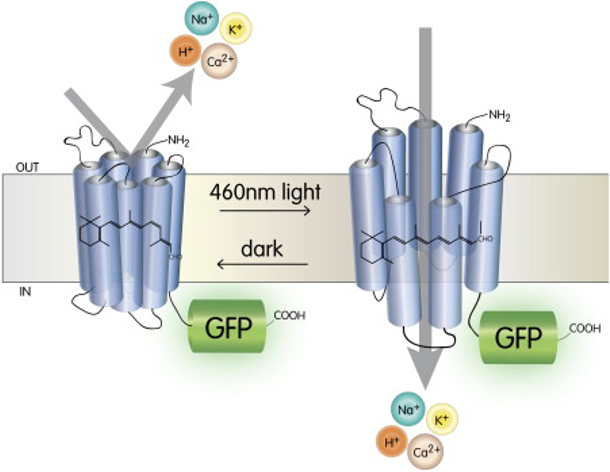 Na⁺
K⁺
H⁺
Ca²⁺
NH₂
NH₂
OUT
460nm light
CHO
CHO
dark
IN
GFP
COOH
GFP
COOH
Na⁺
K⁺
H⁺
Ca²⁺